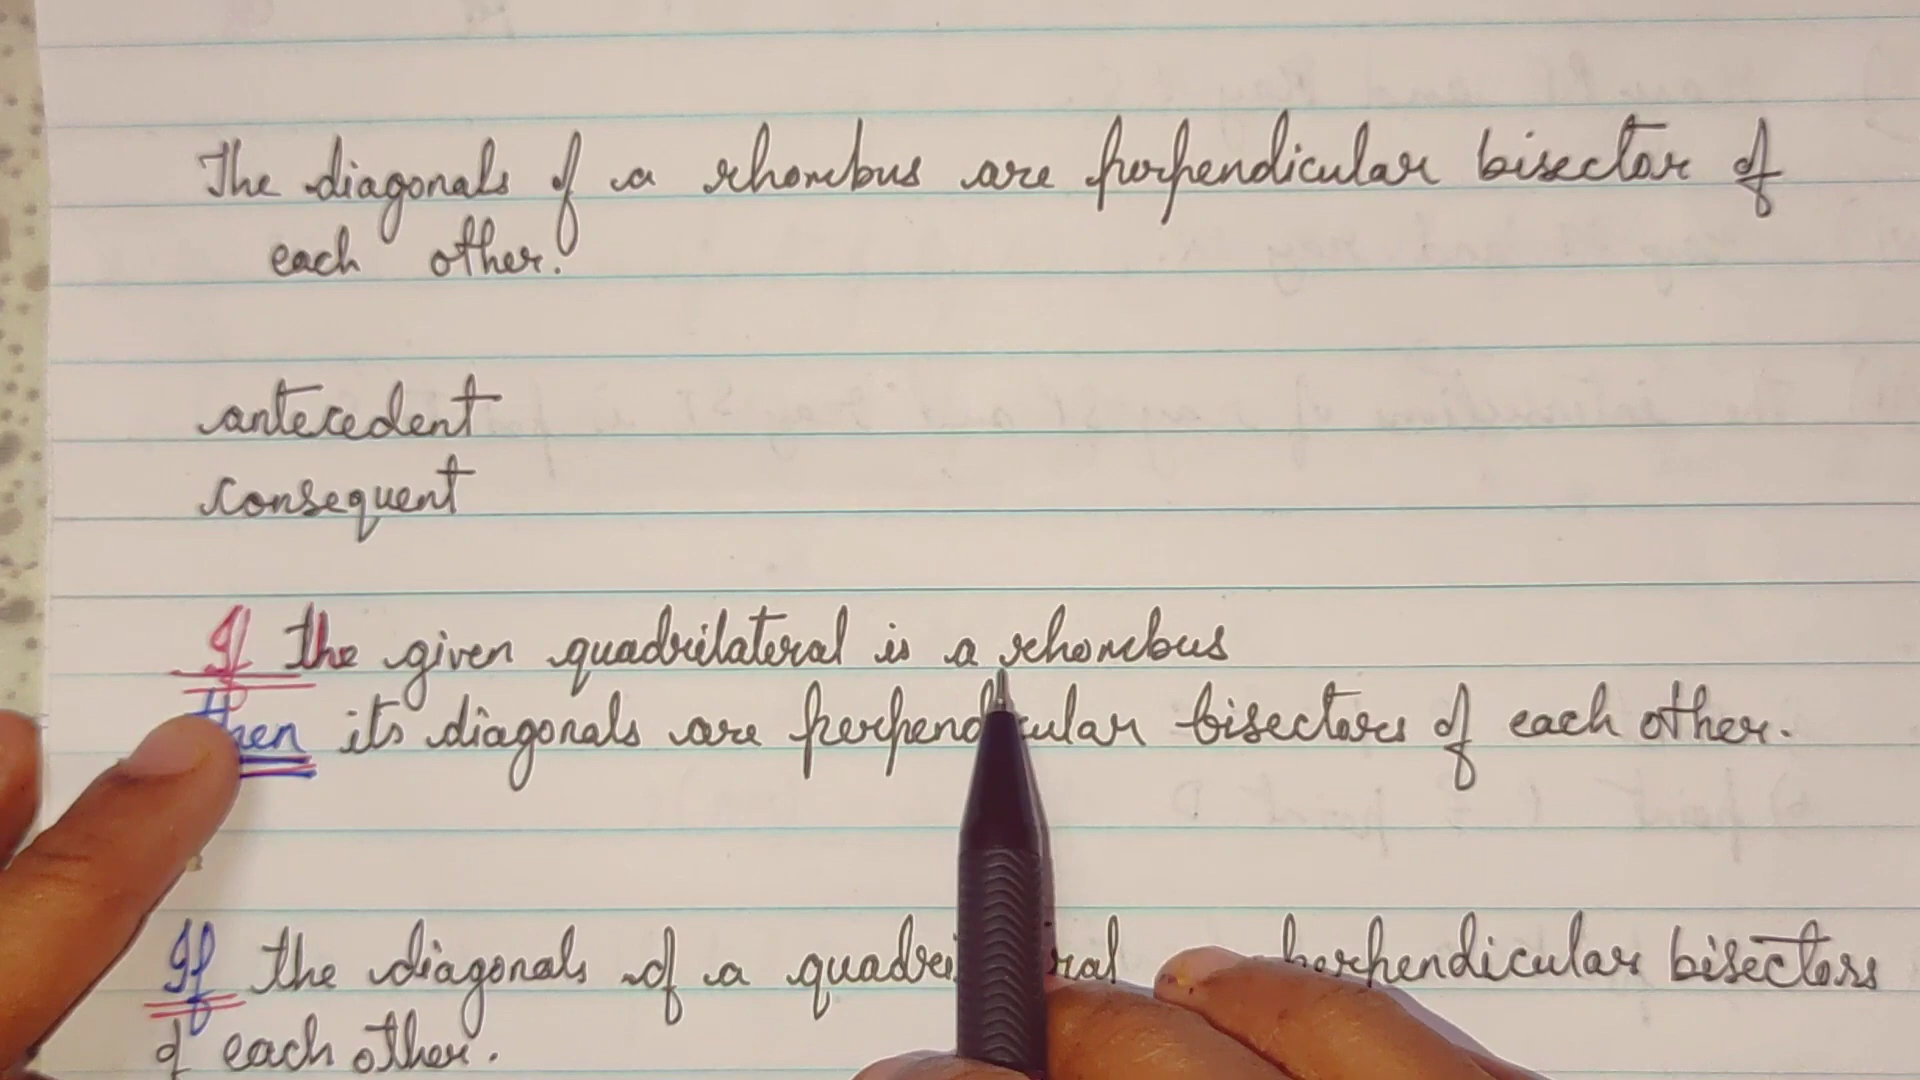 The diagonals of a rhombus are perpendicular bisector of
each other.
antecedent
consequent
If the given quadrilateral is a rhombus
then its diagonals are perpendicular bisectors of each other.
If the diagonals of a perpendicular bisectors
of each other.